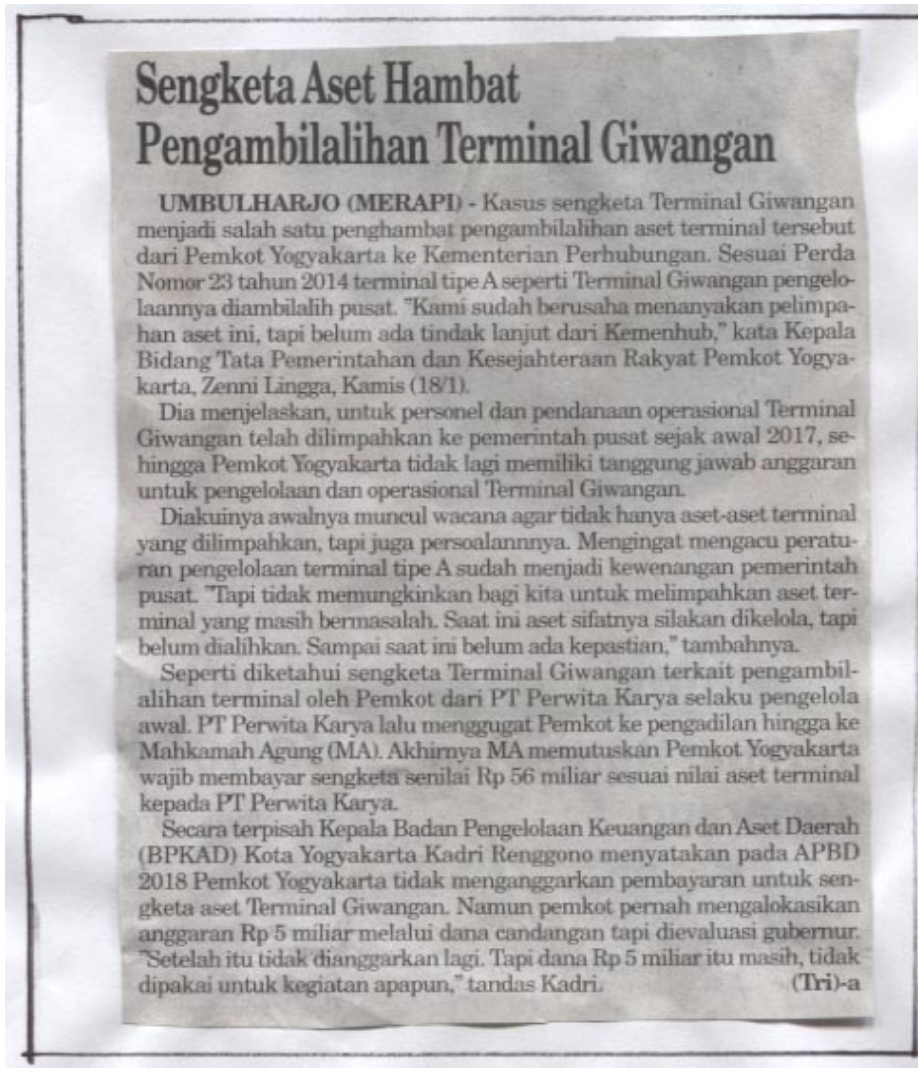 Sengketa Aset Hambat
Pengambilalihan Terminal Giwangan
UMBULHARJO (MERAPI) - Kasus sengketa Terminal Giwangan
menjadi salah satu penghambat pengambilalihan aset terminal tersebut
dari Pemkot Yogyakarta ke Kementerian Perhubungan. Sesuai Perda
Nomor 23 tahun 2014 terminal tipe A seperti Terminal Giwangan pengelo-
laannya diambilalih pusat. "Kami sudah berusaha menanyakan pelimpa-
han aset ini, tapi belum ada tindak lanjut dari Kemenhub," kata Kepala
Bidang Tata Pemerintahan dan Kesejahteraan Rakyat Pemkot Yogya-
karta, Zenni Lingga, Kamis (18/1).
Dia menjelaskan, untuk personel dan pendanaan operasional Terminal
Giwangan telah dilimpahkan ke pemerintah pusat sejak awal 2017, se-
hingga Pemkot Yogyakarta tidak lagi memiliki tanggung jawab anggaran
untuk pengelolaan dan operasional Terminal Giwangan.
Diakuinya awalnya muncul wacana agar tidak hanya aset-aset terminal
yang dilimpahkan, tapi juga persoalannnya. Mengingat mengacu peratu-
ran pengelolaan terminal tipe A sudah menjadi kewenangan pemerintah
pusat. "Tapi tidak memungkinkan bagi kita untuk melimpahkan aset ter-
minal yang masih bermasalah. Saat ini aset sifatnya silakan dikelola, tapi
belum dialihkan. Sampai saat ini belum ada kepastian," tambahnya.
Seperti diketahui sengketa Terminal Giwangan terkait pengambil-
alihan terminal oleh Pemkot dari PT Perwita Karya selaku pengelola
awal. PT Perwita Karya lalu menggugat Pemkot ke pengadilan hingga ke
Mahkamah Agung (MA). Akhirnya MA memutuskan Pemkot Yogyakarta
wajib membayar sengketa senilai Rp 56 miliar sesuai nilai aset terminal
kepada PT Perwita Karya.
Secara terpisah Kepala Badan Pengelolaan Keuangan dan Aset Daerah
(BPKAD) Kota Yogyakarta Kadri Renggono menyatakan pada APBD
2018 Pemkot Yogyakarta tidak menganggarkan pembayaran untuk sen-
gketa aset Terminal Giwangan. Namun pemkot pernah mengalokasikan
anggaran Rp 5 miliar melalui dana candangan tapi dievaluasi gubernur.
"Setelah itu tidak dianggarkan lagi. Tapi dana Rp 5 miliar itu masih, tidak
dipakai untuk kegiatan apapun," tandas Kadri. (Tri)-a